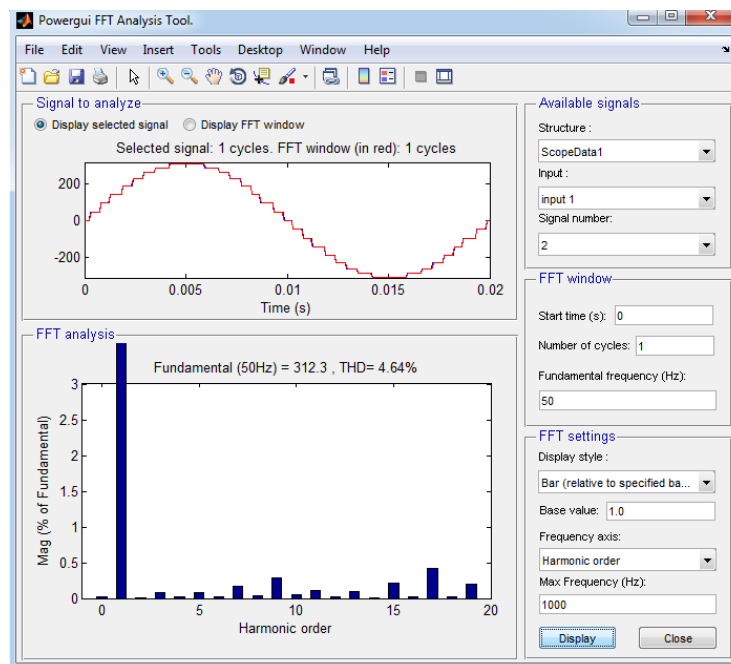 Powergui FFT Analysis Tool.
File Edit View Insert Tools Desktop Window Help
Signal to analyze
Display selected signal Display FFT window
Selected signal: 1 cycles. FFT window (in red): 1 cycles
200
0
-200
0 0.005 0.01 0.015 0.02
Time (s)
FFT analysis
Fundamental (50Hz) = 312.3 , THD= 4.64%
3
2.5
2
1.5
1
0.5
0
Mag (% of Fundamental)
0 5 10 15 20
Harmonic order
Available signals
Structure :
ScopeData1
Input :
input 1
Signal number:
2
FFT window
Start time (s): 0
Number of cycles: 1
Fundamental frequency (Hz):
50
FFT settings
Display style :
Bar (relative to specified ba...
Base value: 1.0
Frequency axis:
Harmonic order
Max Frequency (Hz):
1000
Display Close